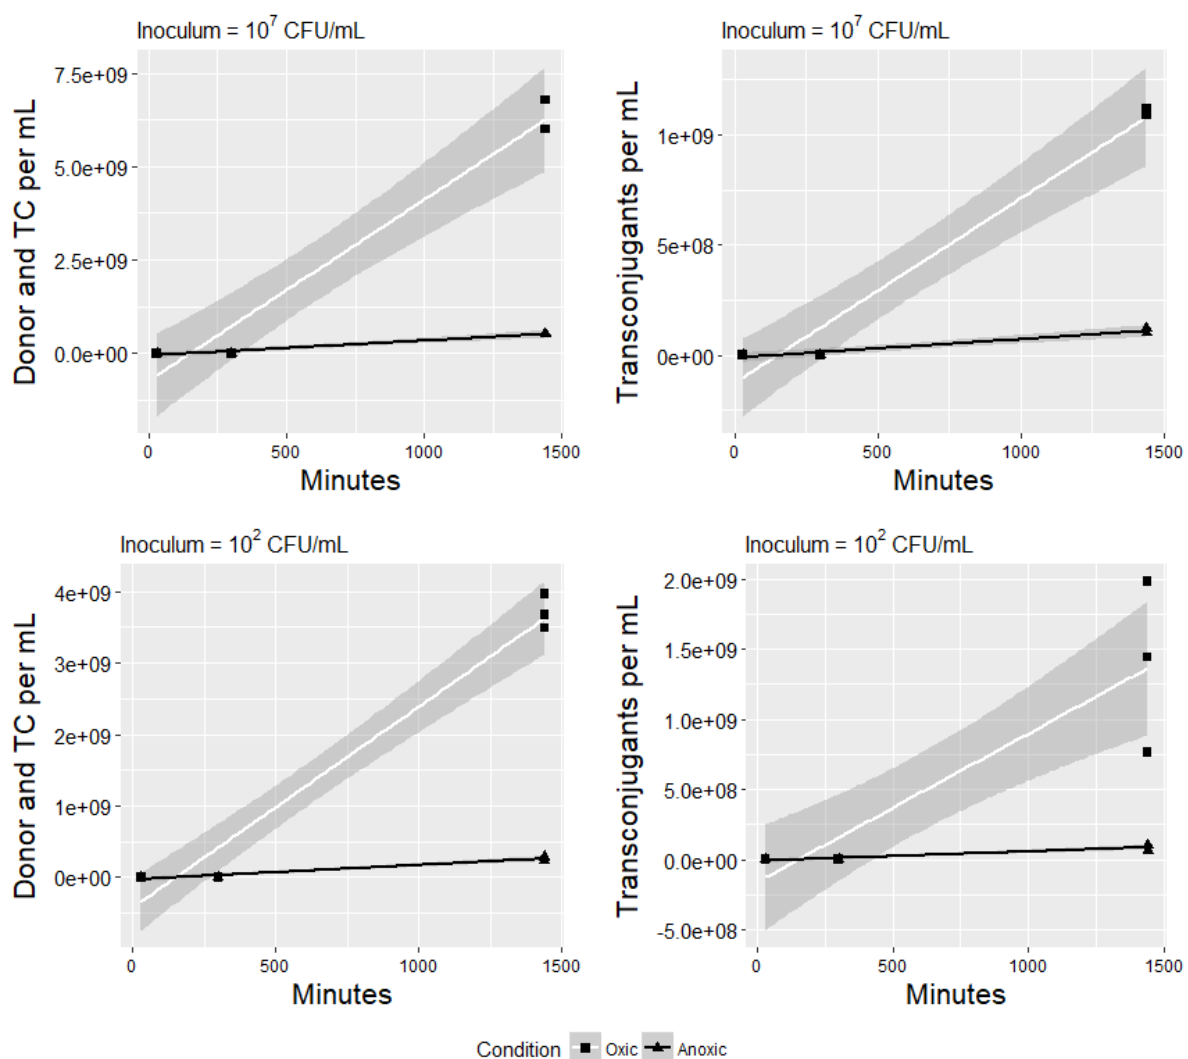 Inoculum = 10^7 CFU/mL
Donor and TC per mL
7.5e+09
5.0e+09
2.5e+09
0.0e+00
0 500 1000 1500
Minutes
Inoculum = 10^7 CFU/mL
Transconjugants per mL
1e+09
5e+08
0e+00
0 500 1000 1500
Minutes
Inoculum = 10^2 CFU/mL
Donor and TC per mL
4e+09
3e+09
2e+09
1e+09
0e+00
0 500 1000 1500
Minutes
Inoculum = 10^2 CFU/mL
Transconjugants per mL
2.0e+09
1.5e+09
1.0e+09
5.0e+08
0.0e+00
-5.0e+08
0 500 1000 1500
Minutes
Condition Oxic Anoxic